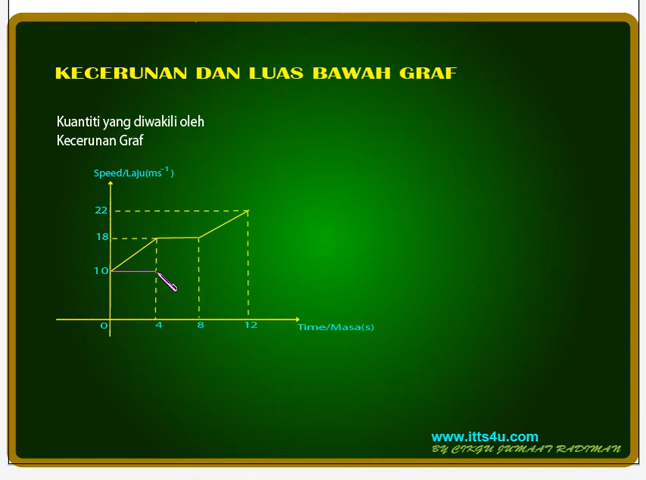 KECERUNAN DAN LUAS BAWAH GRAF
Kuantiti yang diwakili oleh
Kecerunan Graf
Speed/Laju(ms⁻¹)
22
18
10
0 4 8 12 Time/Masa(s)
www.itts4u.com
BY CIKGU JUMAAT RADIMAN